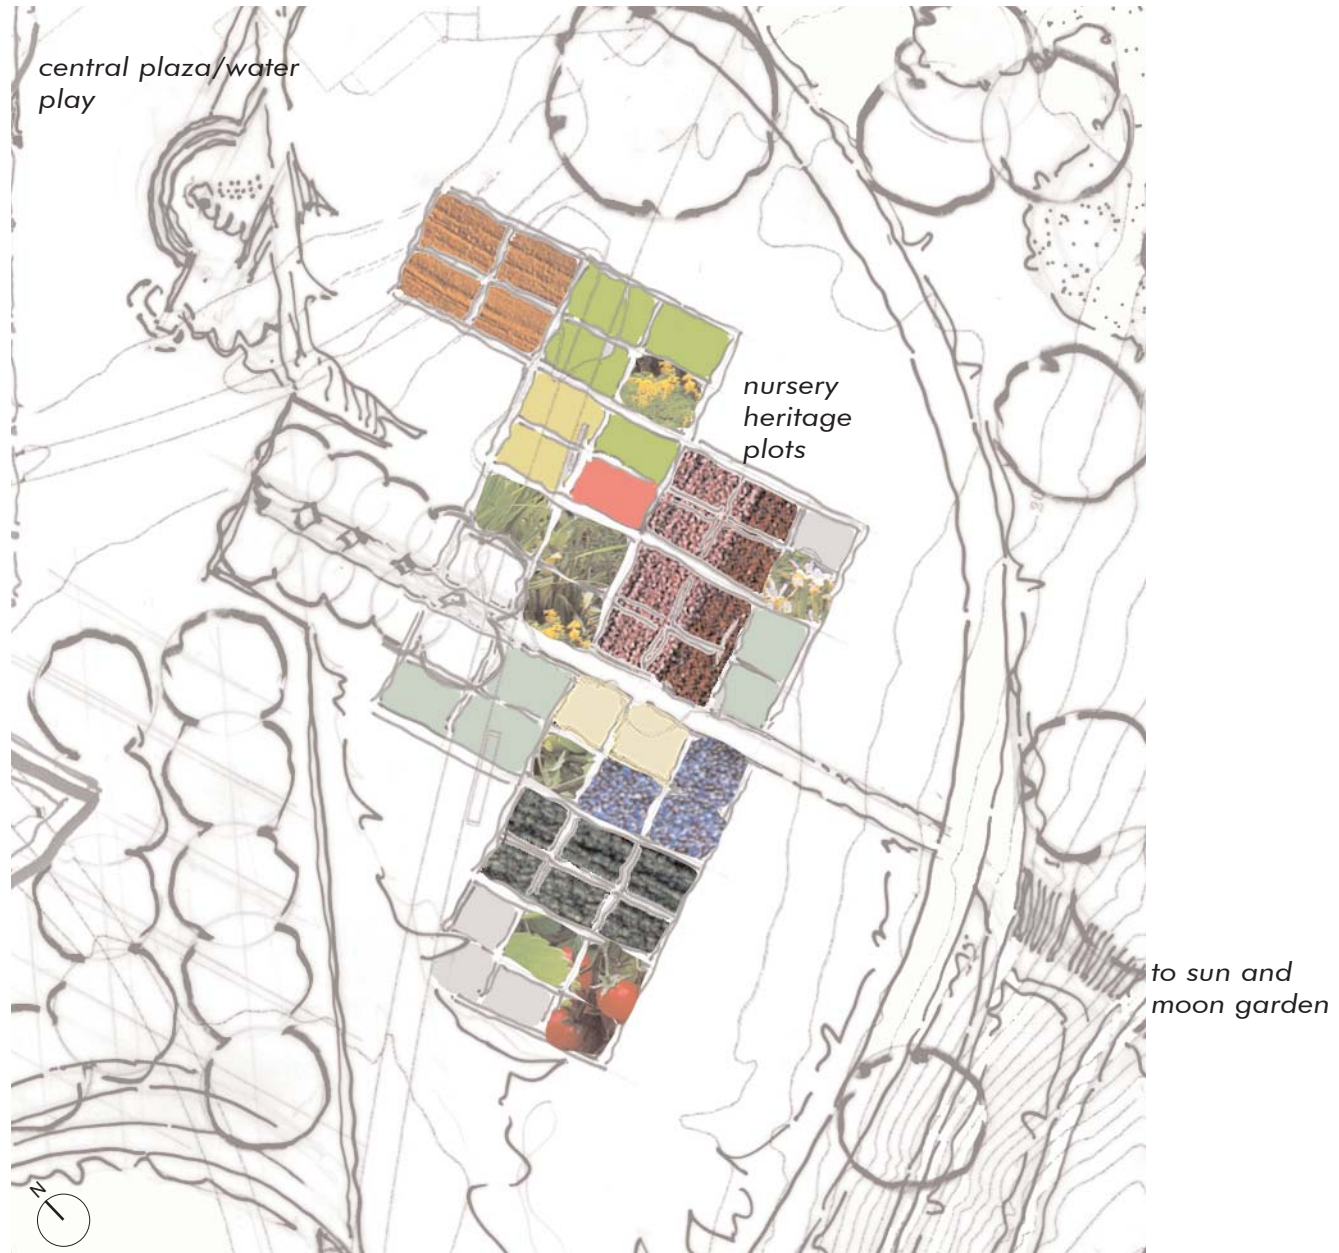 central plaza/water
play
nursery
heritage
plots
to sun and
moon garden
N